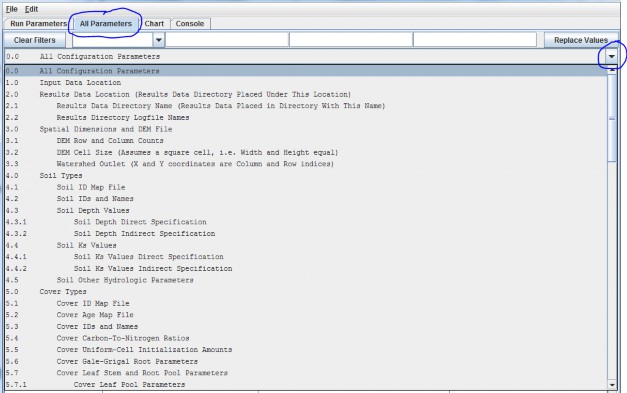 File Edit
Run Parameters All Parameters Chart Console
Clear Filters Replace Values
0.0 All Configuration Parameters
0.0 All Configuration Parameters
1.0 Input Data Location
2.0 Results Data Location (Results Data Directory Placed Under This Location)
2.1 Results Data Directory Name (Results Data Placed in Directory With This Name)
2.2 Results Directory Logfile Names
3.0 Spatial Dimensions and DEM File
3.1 DEM Row and Column Counts
3.2 DEM Cell Size (Assumes a square cell, i.e. Width and Height equal)
3.3 Watershed Outlet (X and Y coordinates are Column and Row indices)
4.0 Soil Types
4.1 Soil ID Map File
4.2 Soil IDs and Names
4.3 Soil Depth Values
4.3.1 Soil Depth Direct Specification
4.3.2 Soil Depth Indirect Specification
4.4 Soil Ks Values
4.4.1 Soil Ks Values Direct Specification
4.4.2 Soil Ks Values Indirect Specification
4.5 Soil Other Hydrologic Parameters
5.0 Cover Types
5.1 Cover ID Map File
5.2 Cover Age Map File
5.3 Cover IDs and Names
5.4 Cover Carbon-To-Nitrogen Ratios
5.5 Cover Uniform-Cell Initialization Amounts
5.6 Cover Gale-Grigal Root Parameters
5.7 Cover Leaf Stem and Root Pool Parameters
5.7.1 Cover Leaf Pool Parameters